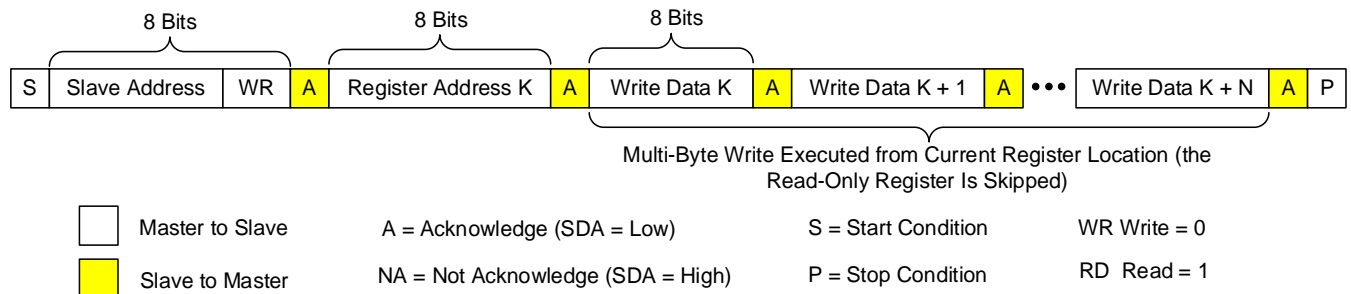 8 Bits 8 Bits 8 Bits
S Slave Address WR A Register Address K A Write Data K A Write Data K + 1 A ••• Write Data K + N A P
Multi-Byte Write Executed from Current Register Location (the
Read-Only Register Is Skipped)
Master to Slave A = Acknowledge (SDA = Low) S = Start Condition WR Write = 0
Slave to Master NA = Not Acknowledge (SDA = High) P = Stop Condition RD Read = 1